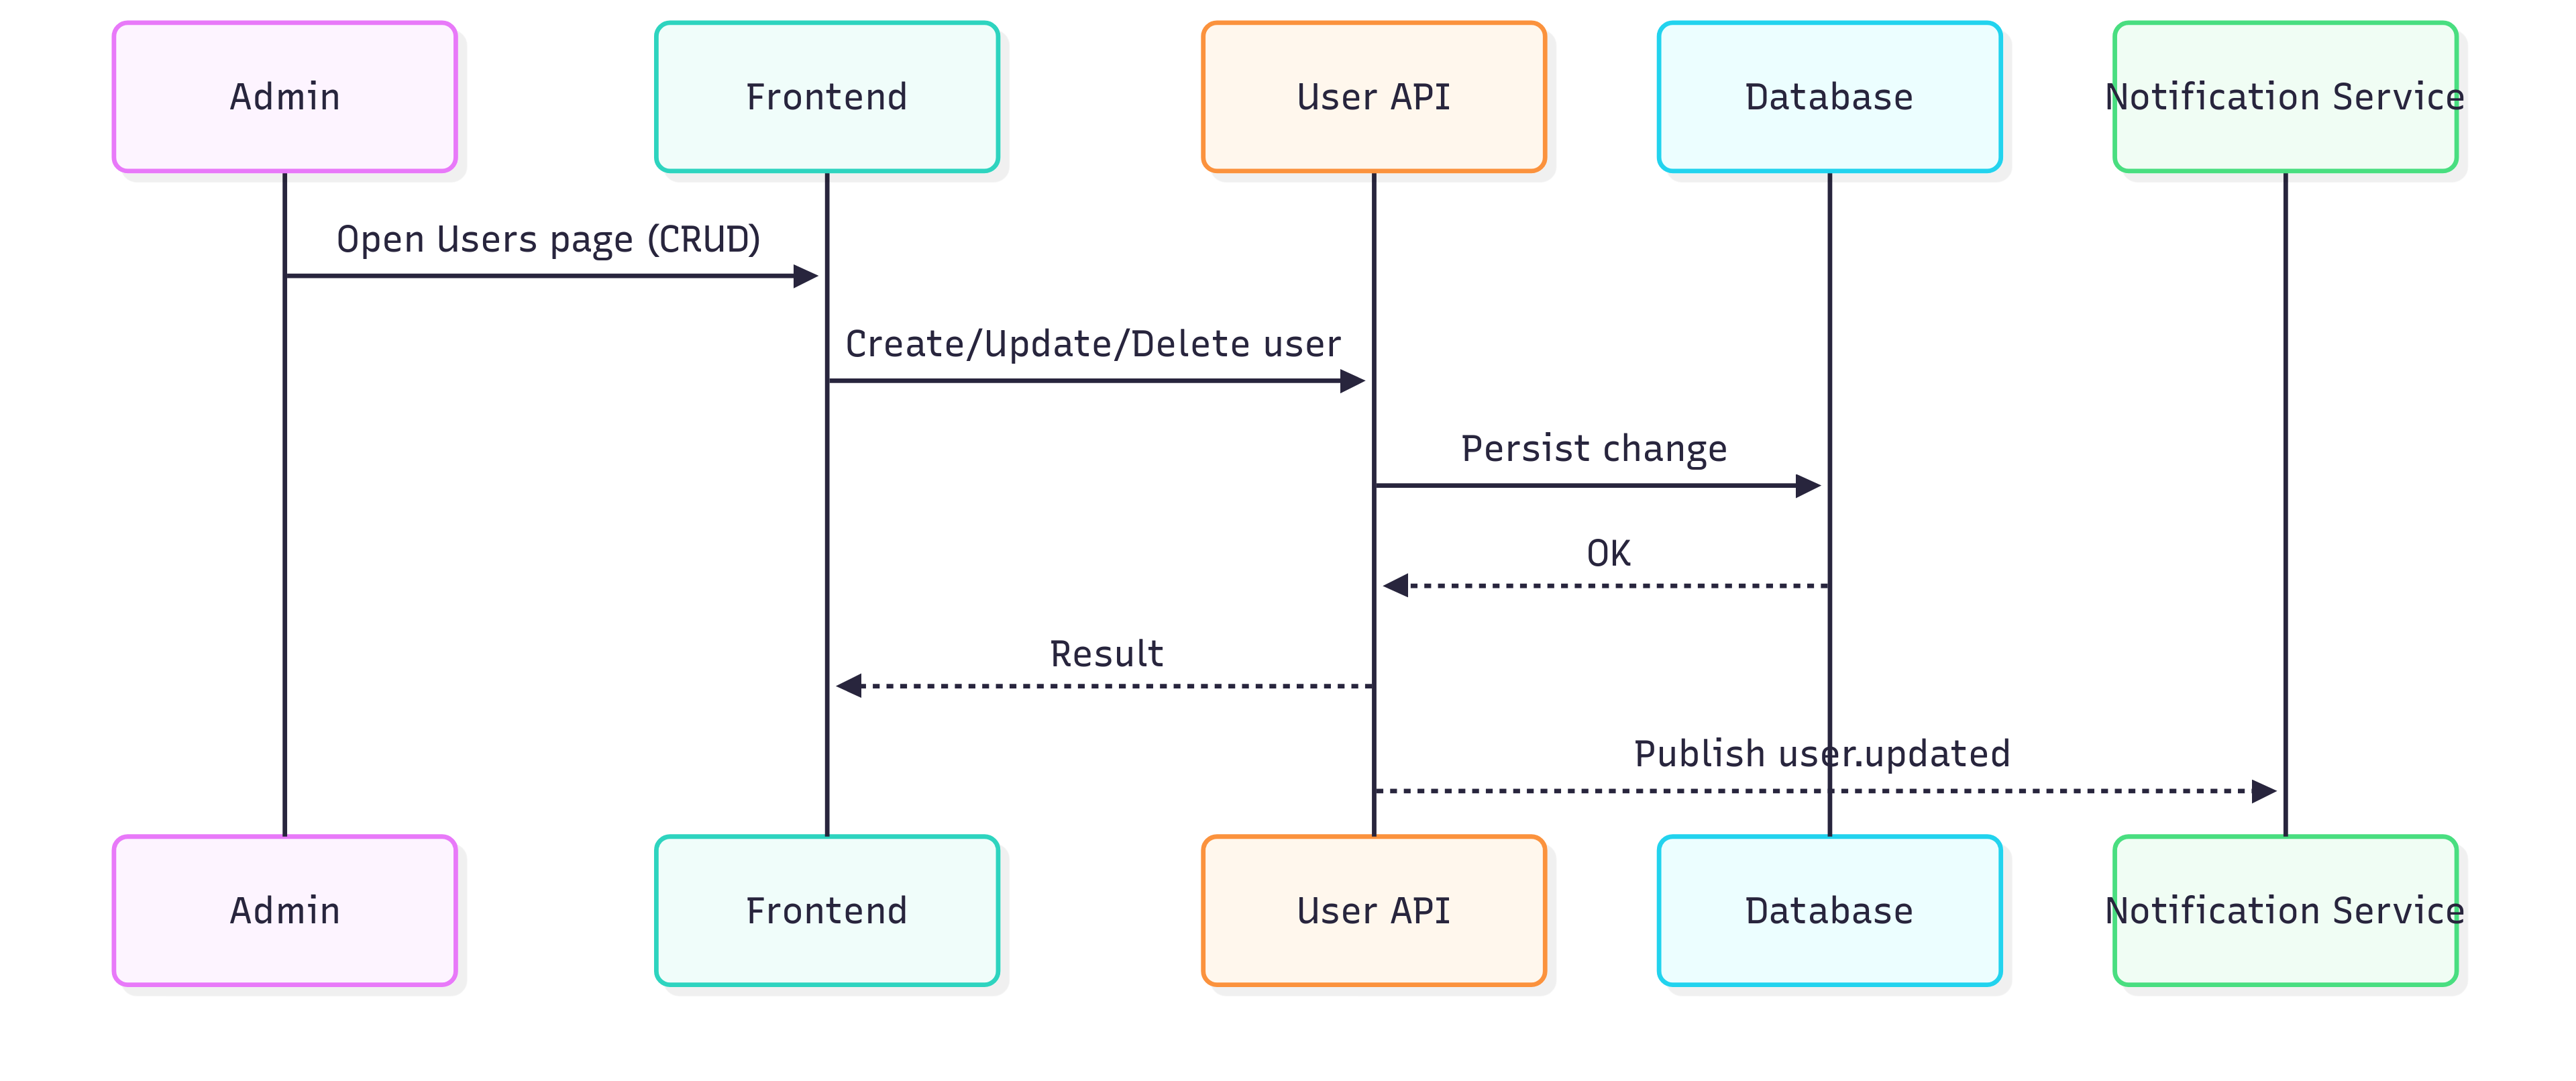 Admin
Frontend
User API
Database
Notification Service
Open Users page (CRUD)
Create/Update/Delete user
Persist change
OK
Result
Publish user.updated
Admin
Frontend
User API
Database
Notification Service